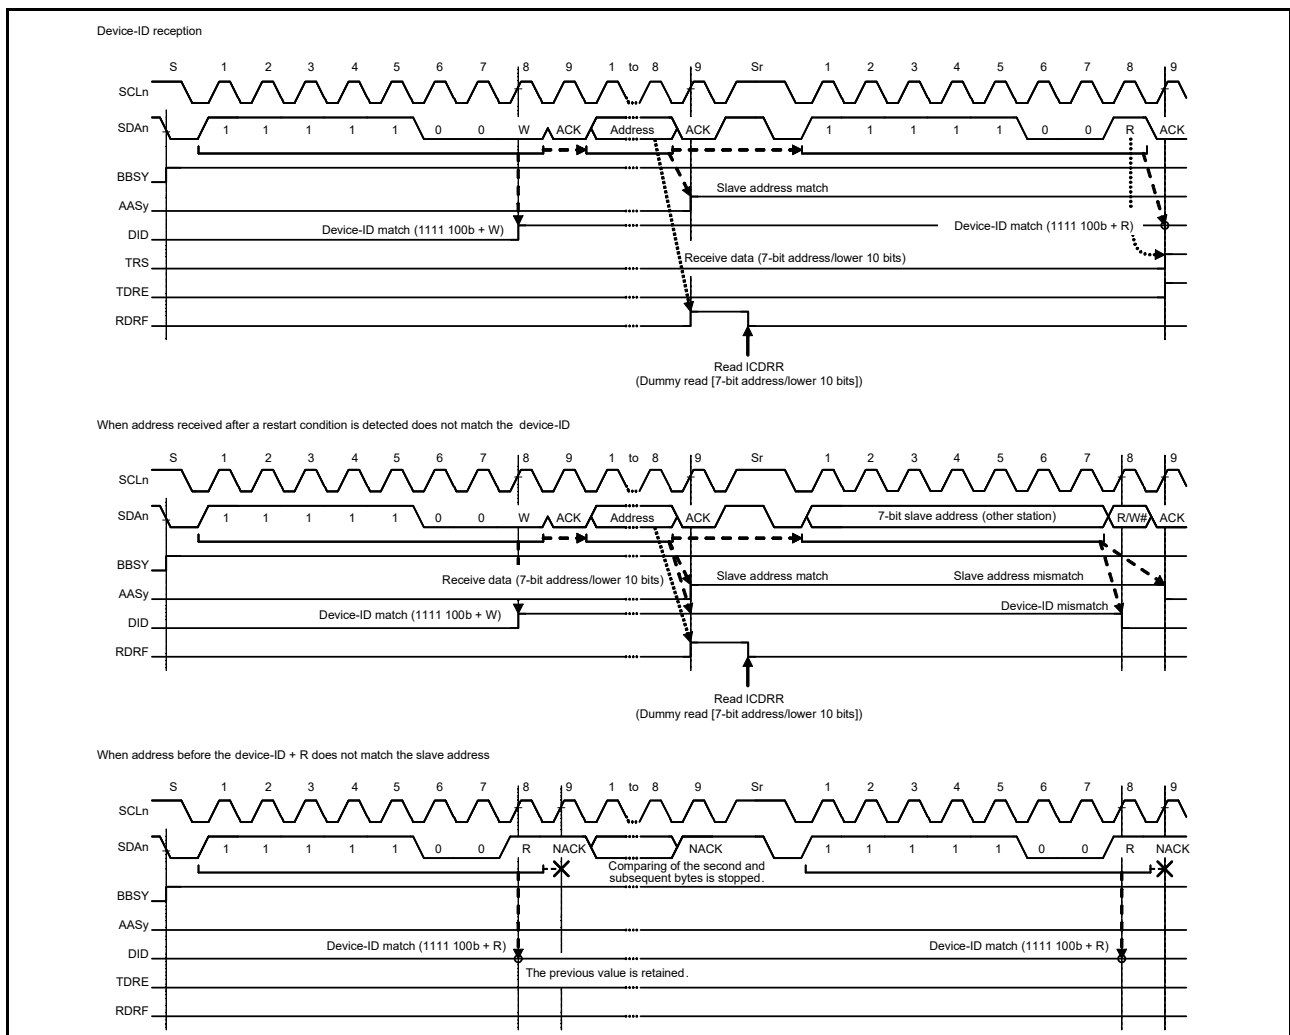 Device-ID reception
S 1 2 3 4 5 6 7 8 9 1 to 8 9 Sr 1 2 3 4 5 6 7 8 9
SCLn
SDAn 1 1 1 1 1 0 0 W ACK Address ACK 1 1 1 1 1 0 0 R ACK
BBSY
Slave address match
AASy
Device-ID match (1111 100b + W) Device-ID match (1111 100b + R)
DID
TRS Receive data (7-bit address/lower 10 bits)
TDRE
RDRF
Read ICDRR
(Dummy read [7-bit address/lower 10 bits])
When address received after a restart condition is detected does not match the device-ID
S 1 2 3 4 5 6 7 8 9 1 to 8 9 Sr 1 2 3 4 5 6 7 8 9
SCLn
SDAn 1 1 1 1 1 0 0 W ACK Address ACK 7-bit slave address (other station) R/W# ACK
BBSY
Receive data (7-bit address/lower 10 bits) Slave address match Slave address mismatch
AASy
Device-ID match (1111 100b + W) Device-ID mismatch
DID
RDRF
Read ICDRR
(Dummy read [7-bit address/lower 10 bits])
When address before the device-ID + R does not match the slave address
S 1 2 3 4 5 6 7 8 9 1 to 8 9 Sr 1 2 3 4 5 6 7 8 9
SCLn
SDAn 1 1 1 1 1 0 0 R NACK NACK 1 1 1 1 1 0 0 R NACK
Comparing of the second and
subsequent bytes is stopped.
BBSY
AASy
Device-ID match (1111 100b + R) Device-ID match (1111 100b + R)
DID
The previous value is retained.
TDRE
RDRF